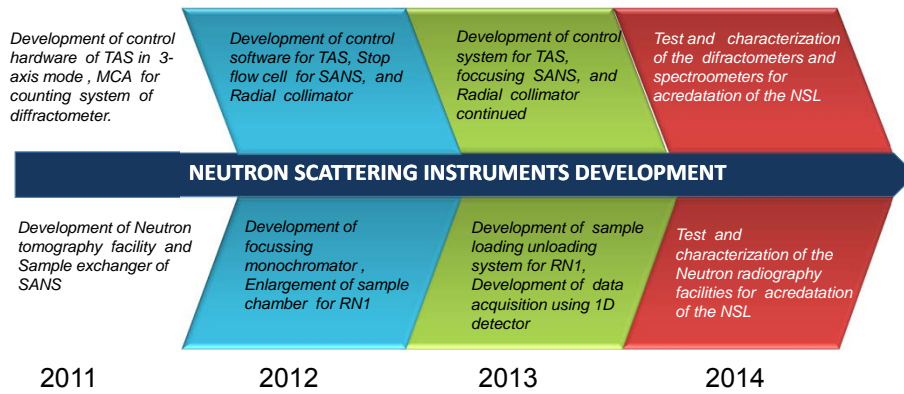 Development of control
hardware of TAS in 3-
axis mode , MCA for
counting system of
diffractometer.
Development of control
software for TAS, Stop
flow cell for SANS, and
Radial collimator
Development of control
system for TAS,
foccusing SANS, and
Radial collimator
continued
Test and characterization
of the difractometers and
spectroometers for
acredatation of the NSL
NEUTRON SCATTERING INSTRUMENTS DEVELOPMENT
Development of Neutron
tomography facility and
Sample exchanger of
SANS
Development of
focussing
monochromator ,
Enlargement of sample
chamber for RN1
Development of sample
loading unloading
system for RN1,
Development of data
acquisition using 1D
detector
Test and
characterization of the
Neutron radiography
facilities for acredatation
of the NSL
2011
2012
2013
2014